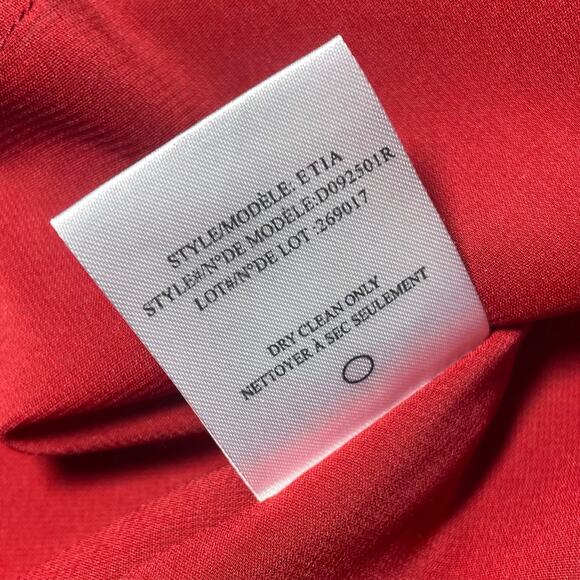 STYLE/MODÈLE: ETIA
STYLE#/N°DE MODÈLE:D092501R
LOT#/N°DE LOT :269017
DRY CLEAN ONLY
NETTOYER À SEC SEULEMENT